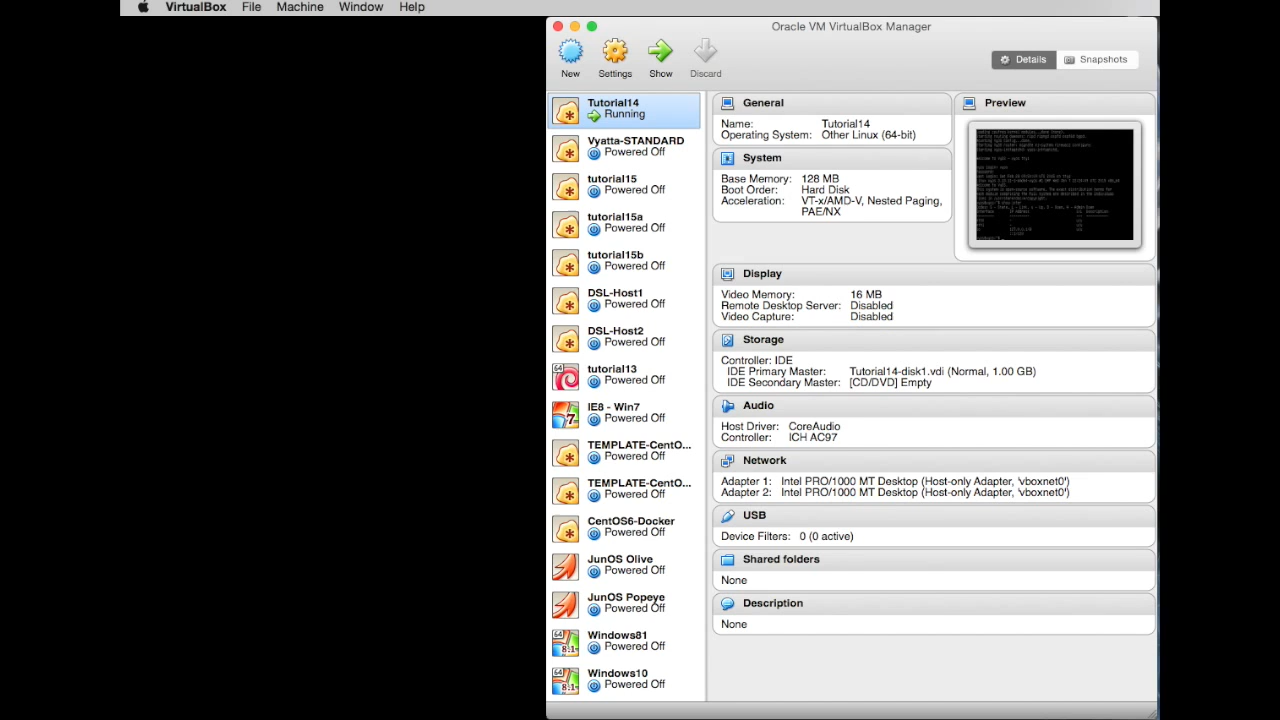 VirtualBox File Machine Window Help
Oracle VM VirtualBox Manager
New Settings Show Discard Details Snapshots
Tutorial14
Running
Vyatta-STANDARD
Powered Off
tutorial15
Powered Off
tutorial15a
Powered Off
tutorial15b
Powered Off
DSL-Host1
Powered Off
DSL-Host2
Powered Off
64
tutorial13
Powered Off
7
IE8 - Win7
Powered Off
TEMPLATE-CentO...
Powered Off
TEMPLATE-CentO...
Powered Off
CentOS6-Docker
Powered Off
JunOS Olive
Powered Off
JunOS Popeye
Powered Off
64
8.1
Windows81
Powered Off
64
8.1
Windows10
Powered Off
General
Name: Tutorial14
Operating System: Other Linux (64-bit)
System
Base Memory: 128 MB
Boot Order: Hard Disk
Acceleration: VT-x/AMD-V, Nested Paging,
PAE/NX
Preview
Display
Video Memory: 16 MB
Remote Desktop Server: Disabled
Video Capture: Disabled
Storage
Controller: IDE
IDE Primary Master: Tutorial14-disk1.vdi (Normal, 1.00 GB)
IDE Secondary Master: [CD/DVD] Empty
Audio
Host Driver: CoreAudio
Controller: ICH AC97
Network
Adapter 1: Intel PRO/1000 MT Desktop (Host-only Adapter, 'vboxnet0')
Adapter 2: Intel PRO/1000 MT Desktop (Host-only Adapter, 'vboxnet0')
USB
Device Filters: 0 (0 active)
Shared folders
None
Description
None